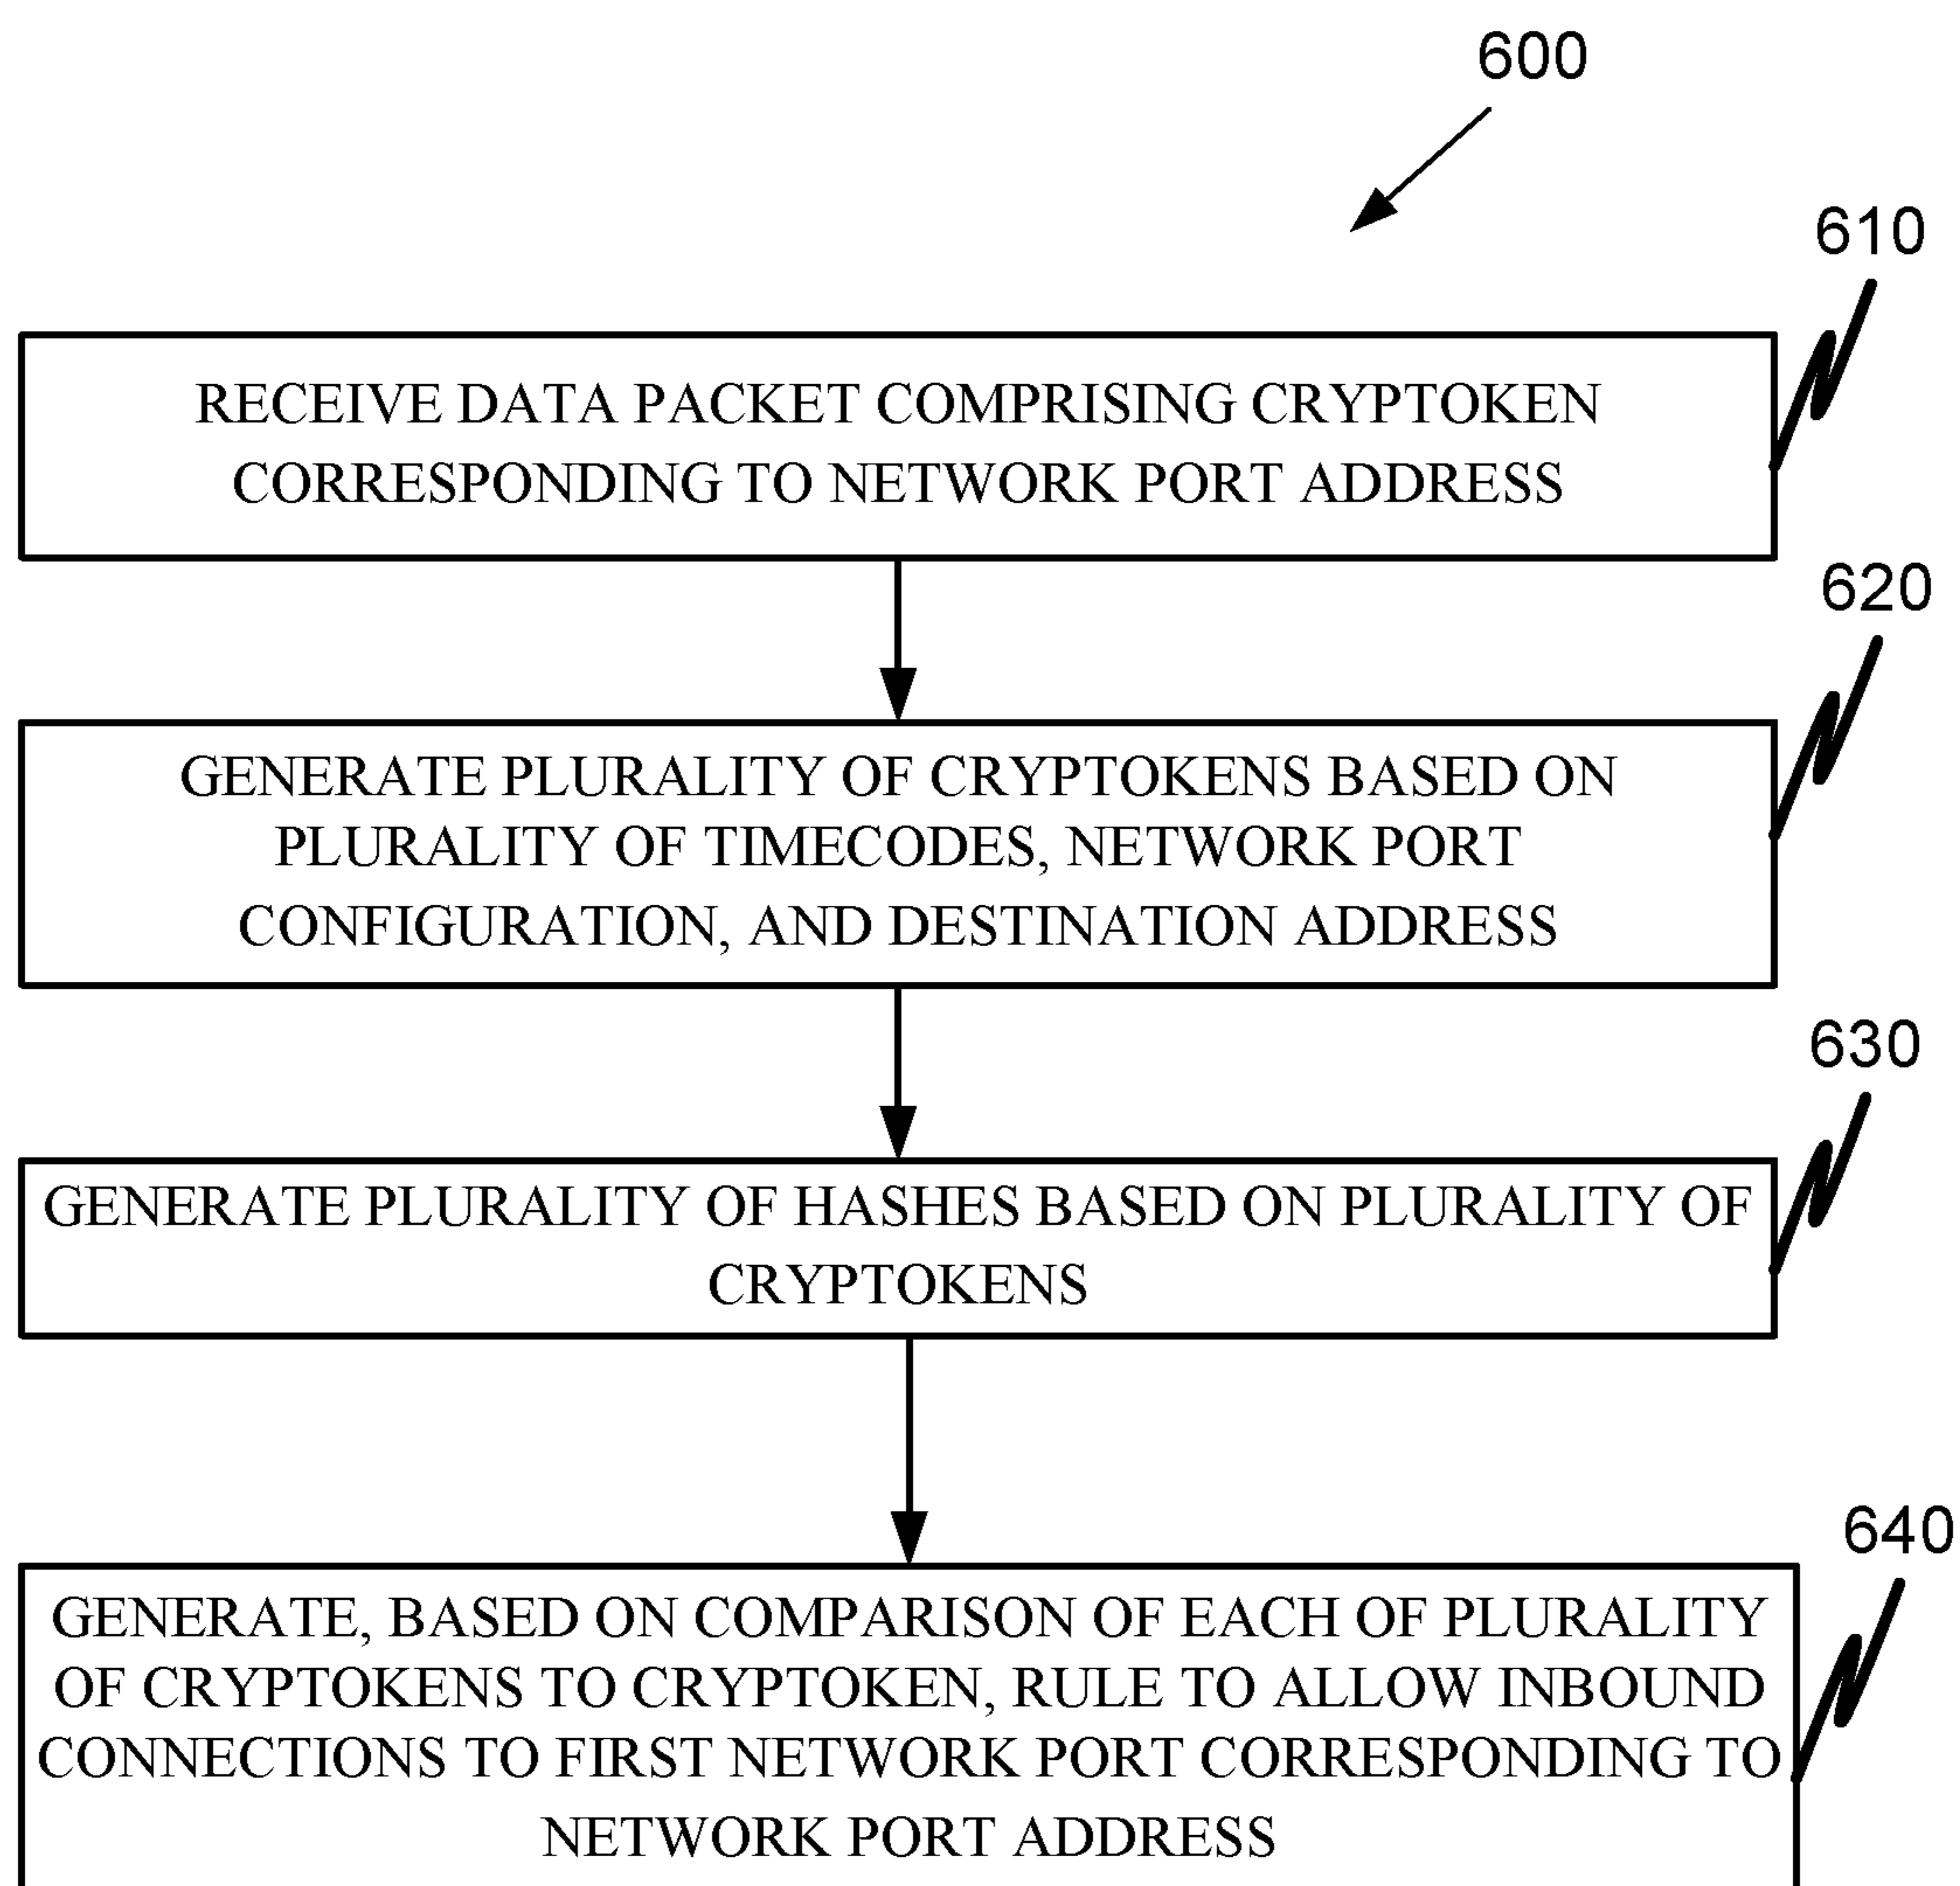 600
610
RECEIVE DATA PACKET COMPRISING CRYPTOKEN
CORRESPONDING TO NETWORK PORT ADDRESS
620
GENERATE PLURALITY OF CRYPTOKENS BASED ON
PLURALITY OF TIMECODES, NETWORK PORT
CONFIGURATION, AND DESTINATION ADDRESS
630
GENERATE PLURALITY OF HASHES BASED ON PLURALITY OF
CRYPTOKENS
640
GENERATE, BASED ON COMPARISON OF EACH OF PLURALITY
OF CRYPTOKENS TO CRYPTOKEN, RULE TO ALLOW INBOUND
CONNECTIONS TO FIRST NETWORK PORT CORRESPONDING TO
NETWORK PORT ADDRESS